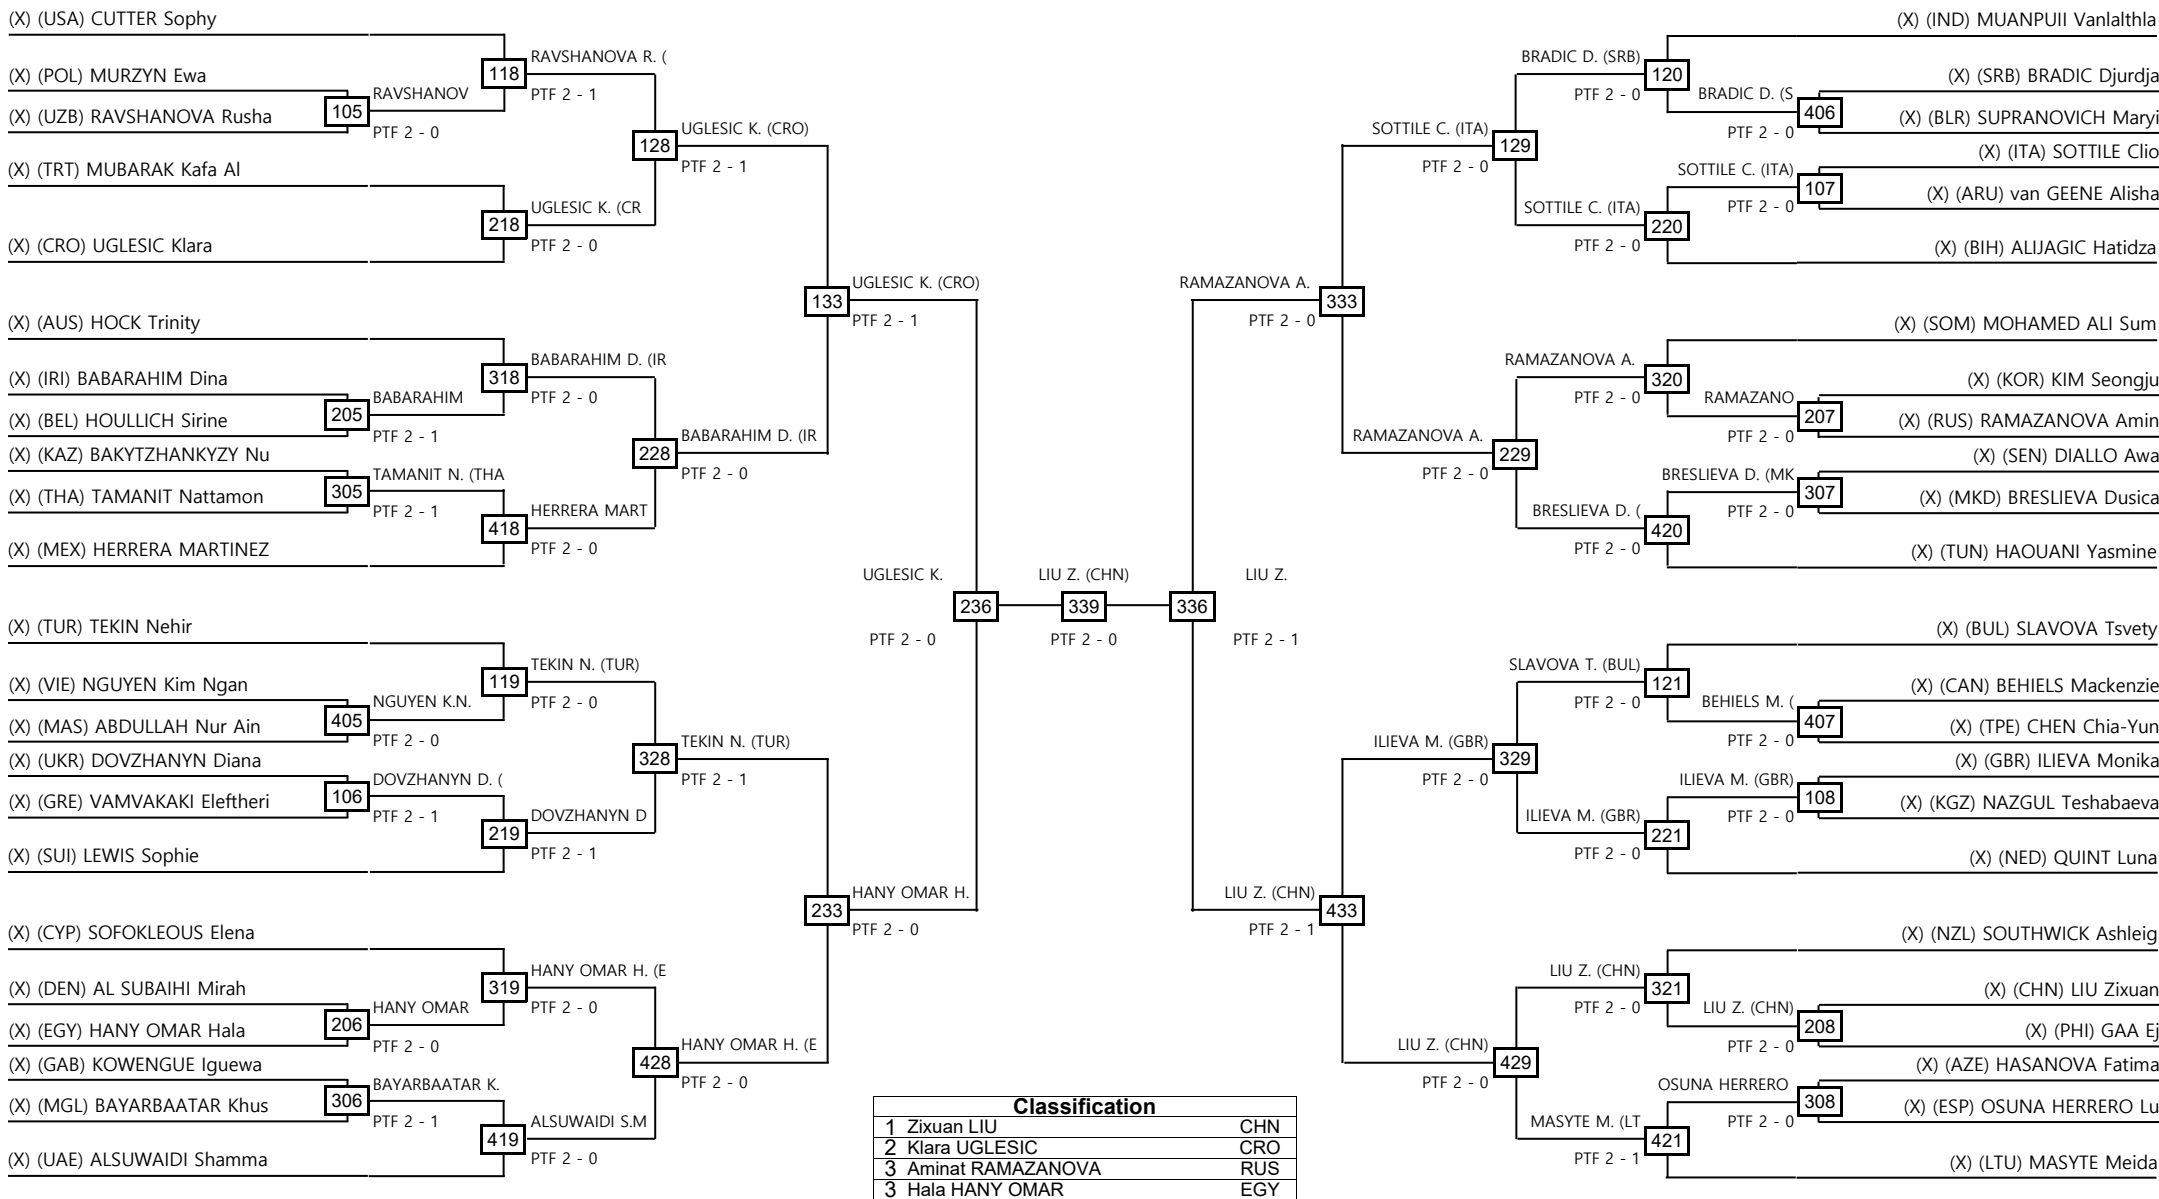 (X) (USA) CUTTER Sophy
(X) (POL) MURZYN Ewa
(X) (UZB) RAVSHANOVA Rusha
(X) (TRT) MUBARAK Kafa Al
(X) (CRO) UGLESIC Klara
(X) (AUS) HOCK Trinity
(X) (IRI) BABARAHIM Dina
(X) (BEL) HOULLICH Sirine
(X) (KAZ) BAKYTZHANKYZY Nu
(X) (THA) TAMANIT Nattamon
(X) (MEX) HERRERA MARTINEZ
(X) (TUR) TEKIN Nehir
(X) (VIE) NGUYEN Kim Ngan
(X) (MAS) ABDULLAH Nur Ain
(X) (UKR) DOVZHANYN Diana
(X) (GRE) VAMVAKAKI Eleftheri
(X) (SUI) LEWIS Sophie
(X) (CYP) SOFOKLEOUS Elena
(X) (DEN) AL SUBAIHI Mirah
(X) (EGY) HANY OMAR Hala
(X) (GAB) KOWENGUE Iguewa
(X) (MGL) BAYARBAATAR Khus
(X) (UAE) ALSUWAIDI Shamma
RAVSHANOV
105
PTF 2 - 0
BABARAHIM
205
PTF 2 - 1
TAMANIT N. (THA
305
PTF 2 - 1
NGUYEN K.N.
405
PTF 2 - 0
DOVZHANYN D. (
106
PTF 2 - 1
HANY OMAR
206
PTF 2 - 0
BAYARBAATAR K.
306
PTF 2 - 1
RAVSHANOVA R. (
118
PTF 2 - 1
UGLESIC K. (CR
218
PTF 2 - 0
BABARAHIM D. (IR
318
PTF 2 - 0
HERRERA MART
418
PTF 2 - 0
TEKIN N. (TUR)
119
PTF 2 - 0
DOVZHANYN D
219
PTF 2 - 1
HANY OMAR H. (E
319
PTF 2 - 0
ALSUWAIDI S.M
419
PTF 2 - 0
UGLESIC K. (CRO)
128
PTF 2 - 1
BABARAHIM D. (IR
228
PTF 2 - 0
TEKIN N. (TUR)
328
PTF 2 - 1
HANY OMAR H. (E
428
PTF 2 - 0
UGLESIC K. (CRO)
133
PTF 2 - 1
HANY OMAR H.
233
PTF 2 - 0
UGLESIC K.
236
PTF 2 - 0
LIU Z. (CHN)
339
PTF 2 - 0
LIU Z.
336
PTF 2 - 1
RAMAZANOVA A.
333
PTF 2 - 0
LIU Z. (CHN)
433
PTF 2 - 1
SOTTILE C. (ITA)
129
PTF 2 - 0
RAMAZANOVA A.
229
PTF 2 - 0
ILIEVA M. (GBR)
329
PTF 2 - 0
LIU Z. (CHN)
429
PTF 2 - 0
BRADIC D. (SRB)
120
PTF 2 - 0
SOTTILE C. (ITA)
220
PTF 2 - 0
RAMAZANOVA A.
320
PTF 2 - 0
BRESLIEVA D. (
420
PTF 2 - 0
SLAVOVA T. (BUL)
121
PTF 2 - 0
ILIEVA M. (GBR)
221
PTF 2 - 0
LIU Z. (CHN)
321
PTF 2 - 0
MASYTE M. (LT
421
PTF 2 - 1
BRADIC D. (S
406
PTF 2 - 0
SOTTILE C. (ITA)
107
PTF 2 - 0
RAMAZANO
207
PTF 2 - 0
BRESLIEVA D. (MK
307
PTF 2 - 0
BEHIELS M. (
407
PTF 2 - 0
ILIEVA M. (GBR)
108
PTF 2 - 0
LIU Z. (CHN)
208
PTF 2 - 0
OSUNA HERRERO
308
PTF 2 - 0
(X) (IND) MUANPUII Vanlalthla
(X) (SRB) BRADIC Djurdja
(X) (BLR) SUPRANOVICH Maryi
(X) (ITA) SOTTILE Clio
(X) (ARU) van GEENE Alisha
(X) (BIH) ALIJAGIC Hatidza
(X) (SOM) MOHAMED ALI Sum
(X) (KOR) KIM Seongju
(X) (RUS) RAMAZANOVA Amin
(X) (SEN) DIALLO Awa
(X) (MKD) BRESLIEVA Dusica
(X) (TUN) HAOUANI Yasmine
(X) (BUL) SLAVOVA Tsvety
(X) (CAN) BEHIELS Mackenzie
(X) (TPE) CHEN Chia-Yun
(X) (GBR) ILIEVA Monika
(X) (KGZ) NAZGUL Teshabaeva
(X) (NED) QUINT Luna
(X) (NZL) SOUTHWICK Ashleig
(X) (CHN) LIU Zixuan
(X) (PHI) GAA Ej
(X) (AZE) HASANOVA Fatima
(X) (ESP) OSUNA HERRERO Lu
(X) (LTU) MASYTE Meida
Classification
1 Zixuan LIU CHN
2 Klara UGLESIC CRO
3 Aminat RAMAZANOVA RUS
3 Hala HANY OMAR EGY